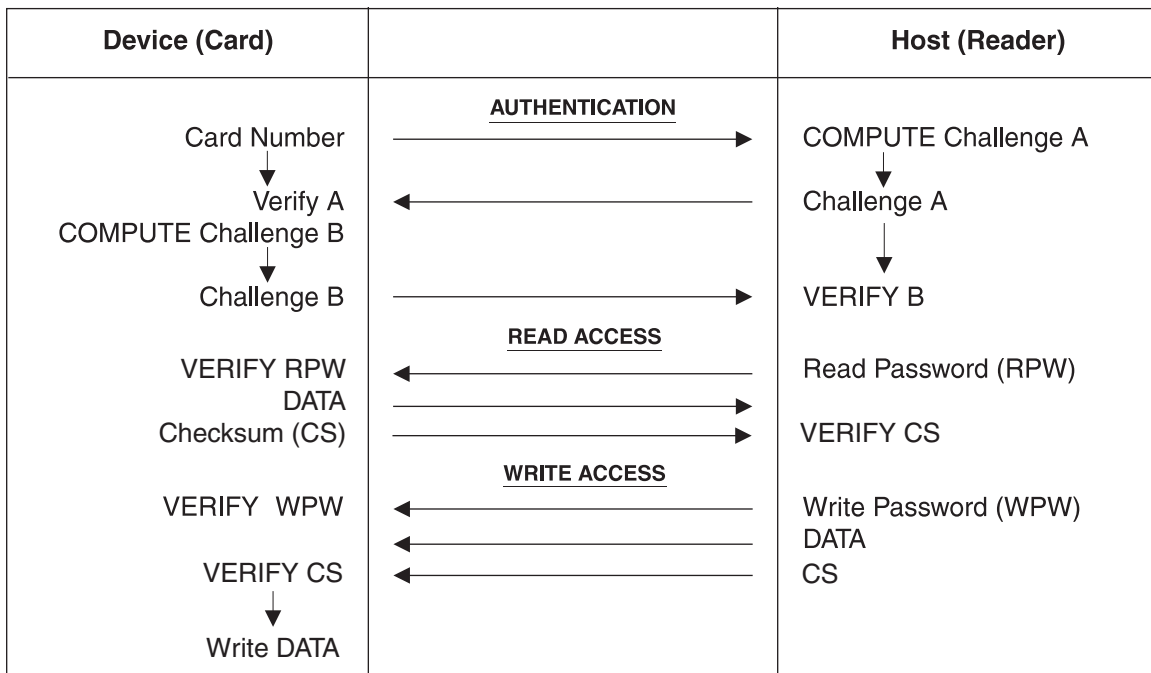 Device (Card) Host (Reader)
AUTHENTICATION
Card Number COMPUTE Challenge A
Verify A Challenge A
COMPUTE Challenge B
Challenge B VERIFY B
READ ACCESS
VERIFY RPW Read Password (RPW)
DATA
Checksum (CS) VERIFY CS
WRITE ACCESS
VERIFY WPW Write Password (WPW)
DATA
VERIFY CS CS
Write DATA